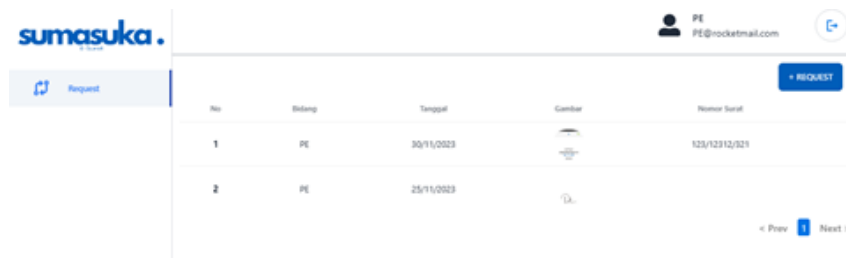 sumasuka.
PE
PE@rocketmail.com
Request
+ REQUEST
No Bidang Tanggal Gambar Nomor Surat
1 PE 30/11/2023 123/12312/321
2 PE 25/11/2023
< Prev 1 Next